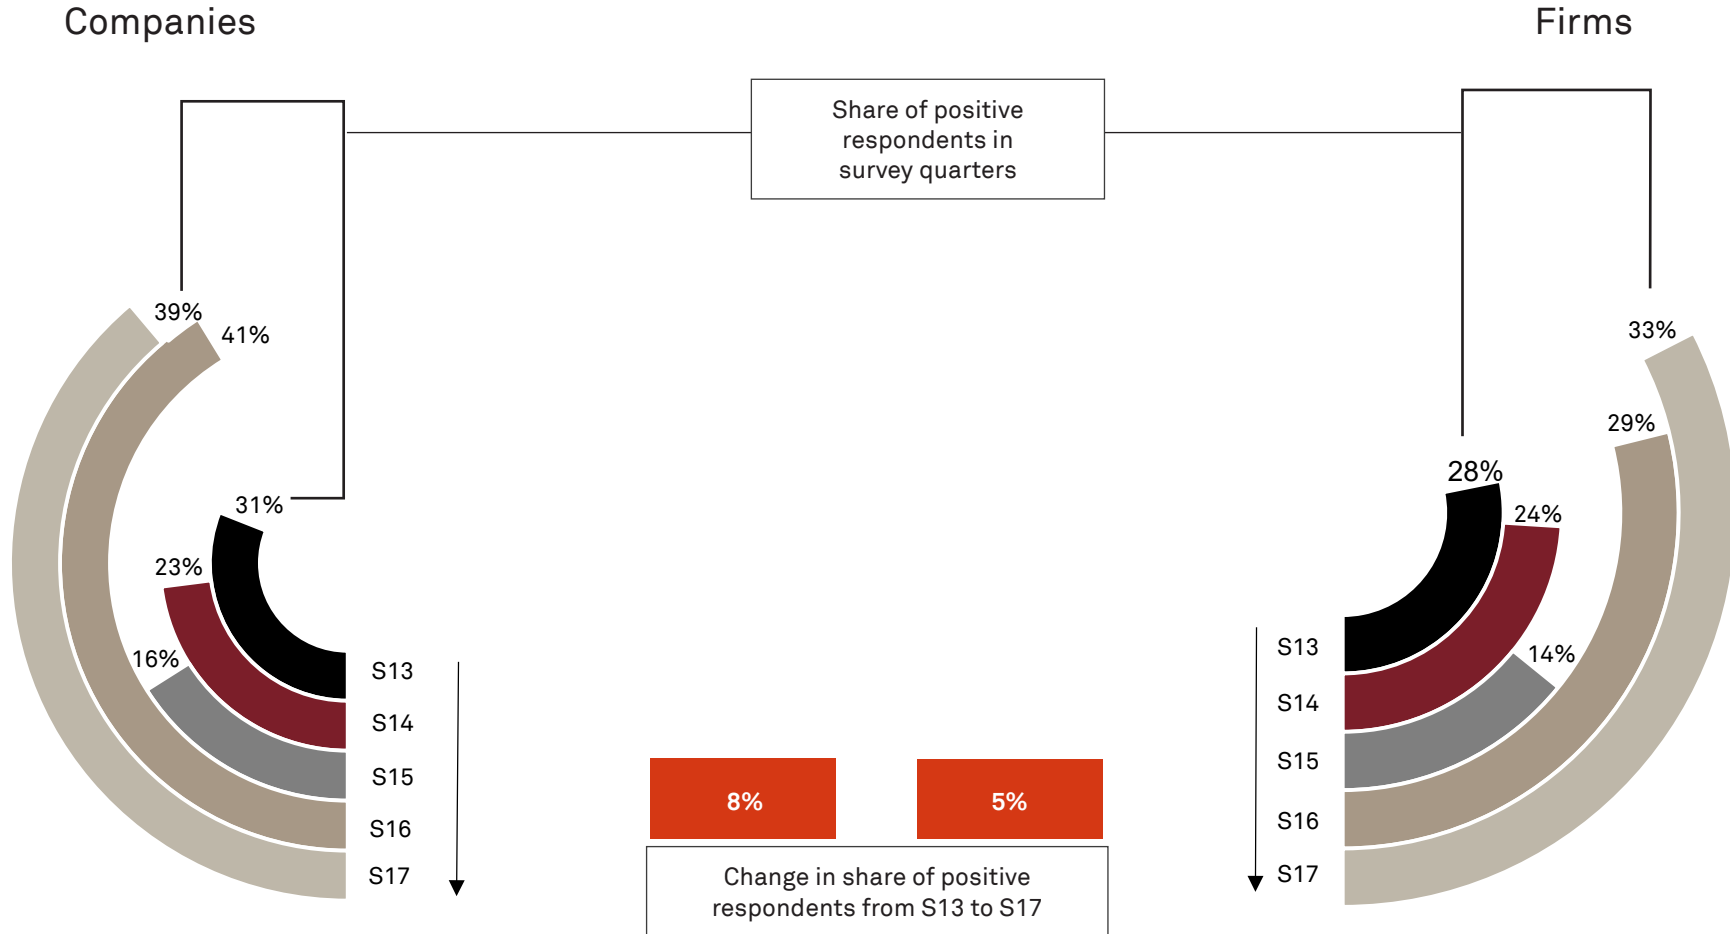 Companies
Firms
Share of positive
respondents in
survey quarters
39%
41%
31%
23%
16%
S13
S14
S15
S16
S17
33%
29%
28%
24%
14%
S13
S14
S15
S16
S17
8%
5%
Change in share of positive
respondents from S13 to S17